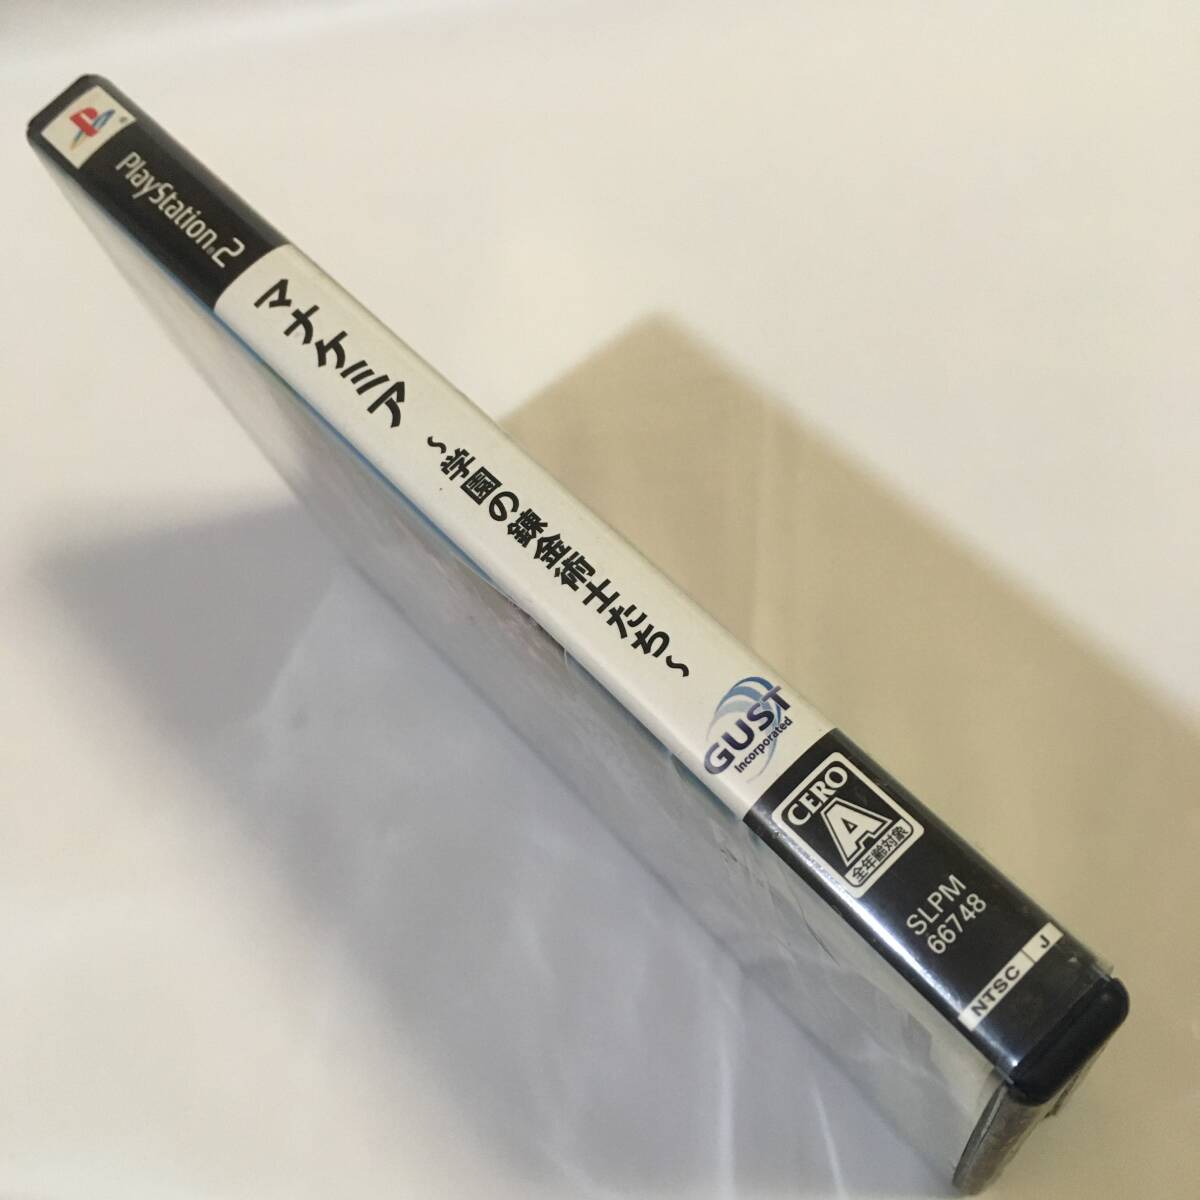 PlayStation.2
マナケミア
～学園の錬金術士たち～
GUST
Incorporated
CERO
A
全年齢対象
SLPM
66748
NTSC J